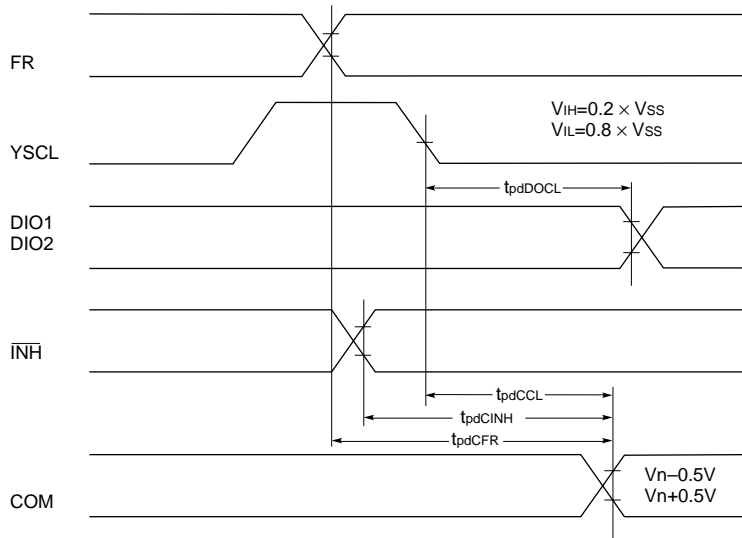 FR
VIH=0.2 × VSS
VIL=0.8 × VSS
YSCL
tpdDOCL
DIO1
DIO2
I̅N̅H̅
tpdCCL
tpdCINH
tpdCFR
Vn–0.5V
Vn+0.5V
COM